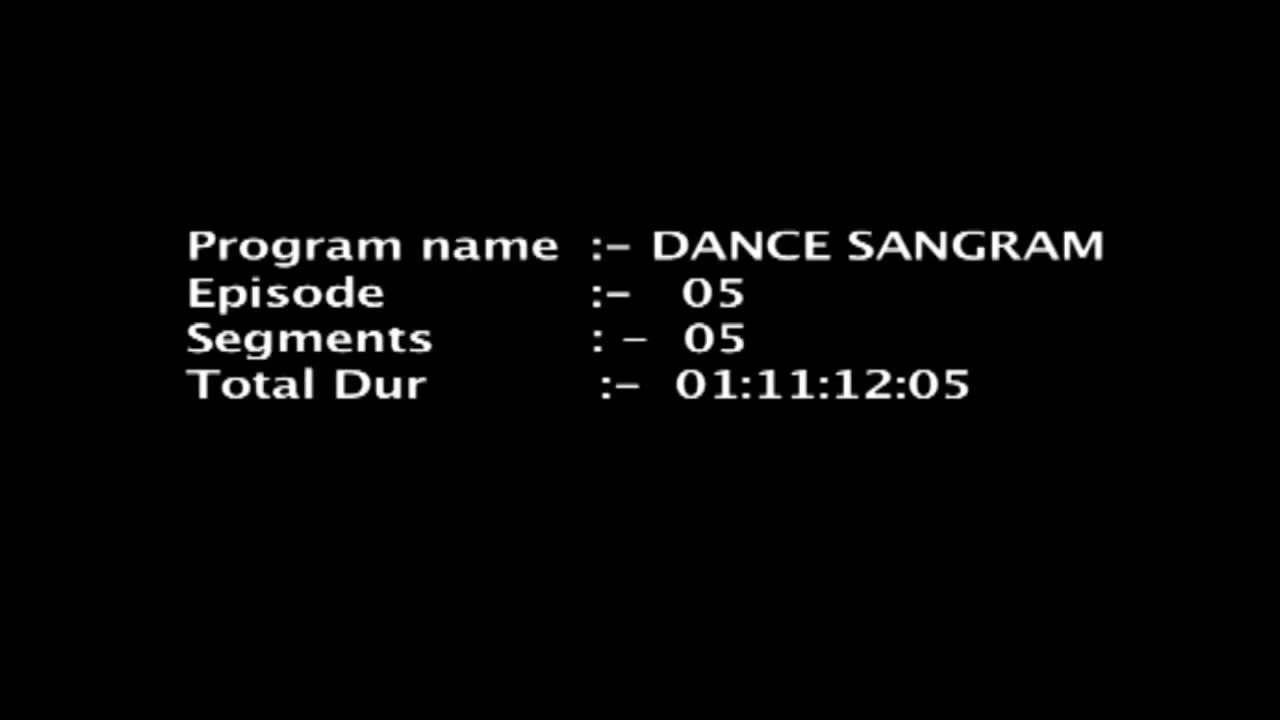 Program name :– DANCE SANGRAM
Episode :– 05
Segments : – 05
Total Dur :– 01:11:12:05